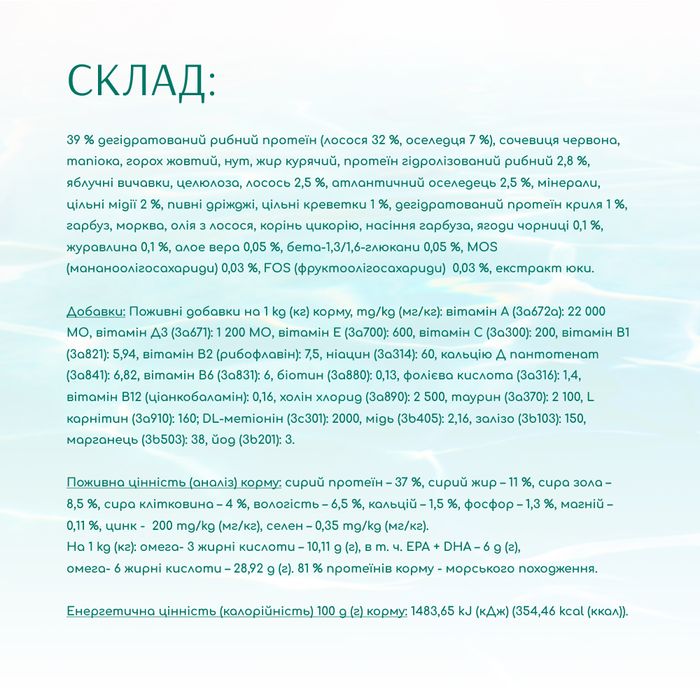 СКЛАД:
39 % дегідратований рибний протеїн (лосося 32 %, оселедця 7 %), сочевиця червона,
тапіока, горох жовтий, нут, жир курячий, протеїн гідролізований рибний 2,8 %,
яблучні вичавки, целюлоза, лосось 2,5 %, атлантичний оселедець 2,5 %, мінерали,
цільні мідії 2 %, пивні дріжджі, цільні креветки 1 %, дегідратований протеїн криля 1 %,
гарбуз, морква, олія з лосося, корінь цикорію, насіння гарбуза, ягоди чорниці 0,1 %,
журавлина 0,1 %, алое вера 0,05 %, бета-1,3/1,6-глюкани 0,05 %, MOS
(мананоолігосахариди) 0,03 %, FOS (фруктоолігосахариди) 0,03 %, екстракт юки.
Добавки: Поживні добавки на 1 kg (кг) корму, mg/kg (мг/кг): вітамін А (3а672а): 22 000
МО, вітамін Д3 (3а671): 1 200 МО, вітамін Е (3а700): 600, вітамін С (3а300): 200, вітамін В1
(3а821): 5,94, вітамін В2 (рибофлавін): 7,5, ніацин (3а314): 60, кальцію Д пантотенат
(3а841): 6,82, вітамін В6 (3а831): 6, біотин (3а880): 0,13, фолієва кислота (3а316): 1,4,
вітамін В12 (ціанкобаламін): 0,16, холін хлорид (3а890): 2 500, таурин (3а370): 2 100, L
карнітин (3а910): 160; DL-метіонін (3с301): 2000, мідь (3b405): 2,16, залізо (3b103): 150,
марганець (3b503): 38, йод (3b201): 3.
Поживна цінність (аналіз) корму: сирий протеїн – 37 %, сирий жир – 11 %, сира зола –
8,5 %, сира клітковина – 4 %, вологість – 6,5 %, кальцій – 1,5 %, фосфор – 1,3 %, магній –
0,11 %, цинк - 200 mg/kg (мг/кг), селен – 0,35 mg/kg (мг/кг).
На 1 kg (кг): омега- 3 жирні кислоти – 10,11 g (г), в т. ч. EPA + DHA – 6 g (г),
омега- 6 жирні кислоти – 28,92 g (г). 81 % протеїнів корму - морського походження.
Енергетична цінність (калорійність) 100 g (г) корму: 1483,65 kJ (кДж) (354,46 kcal (ккал)).